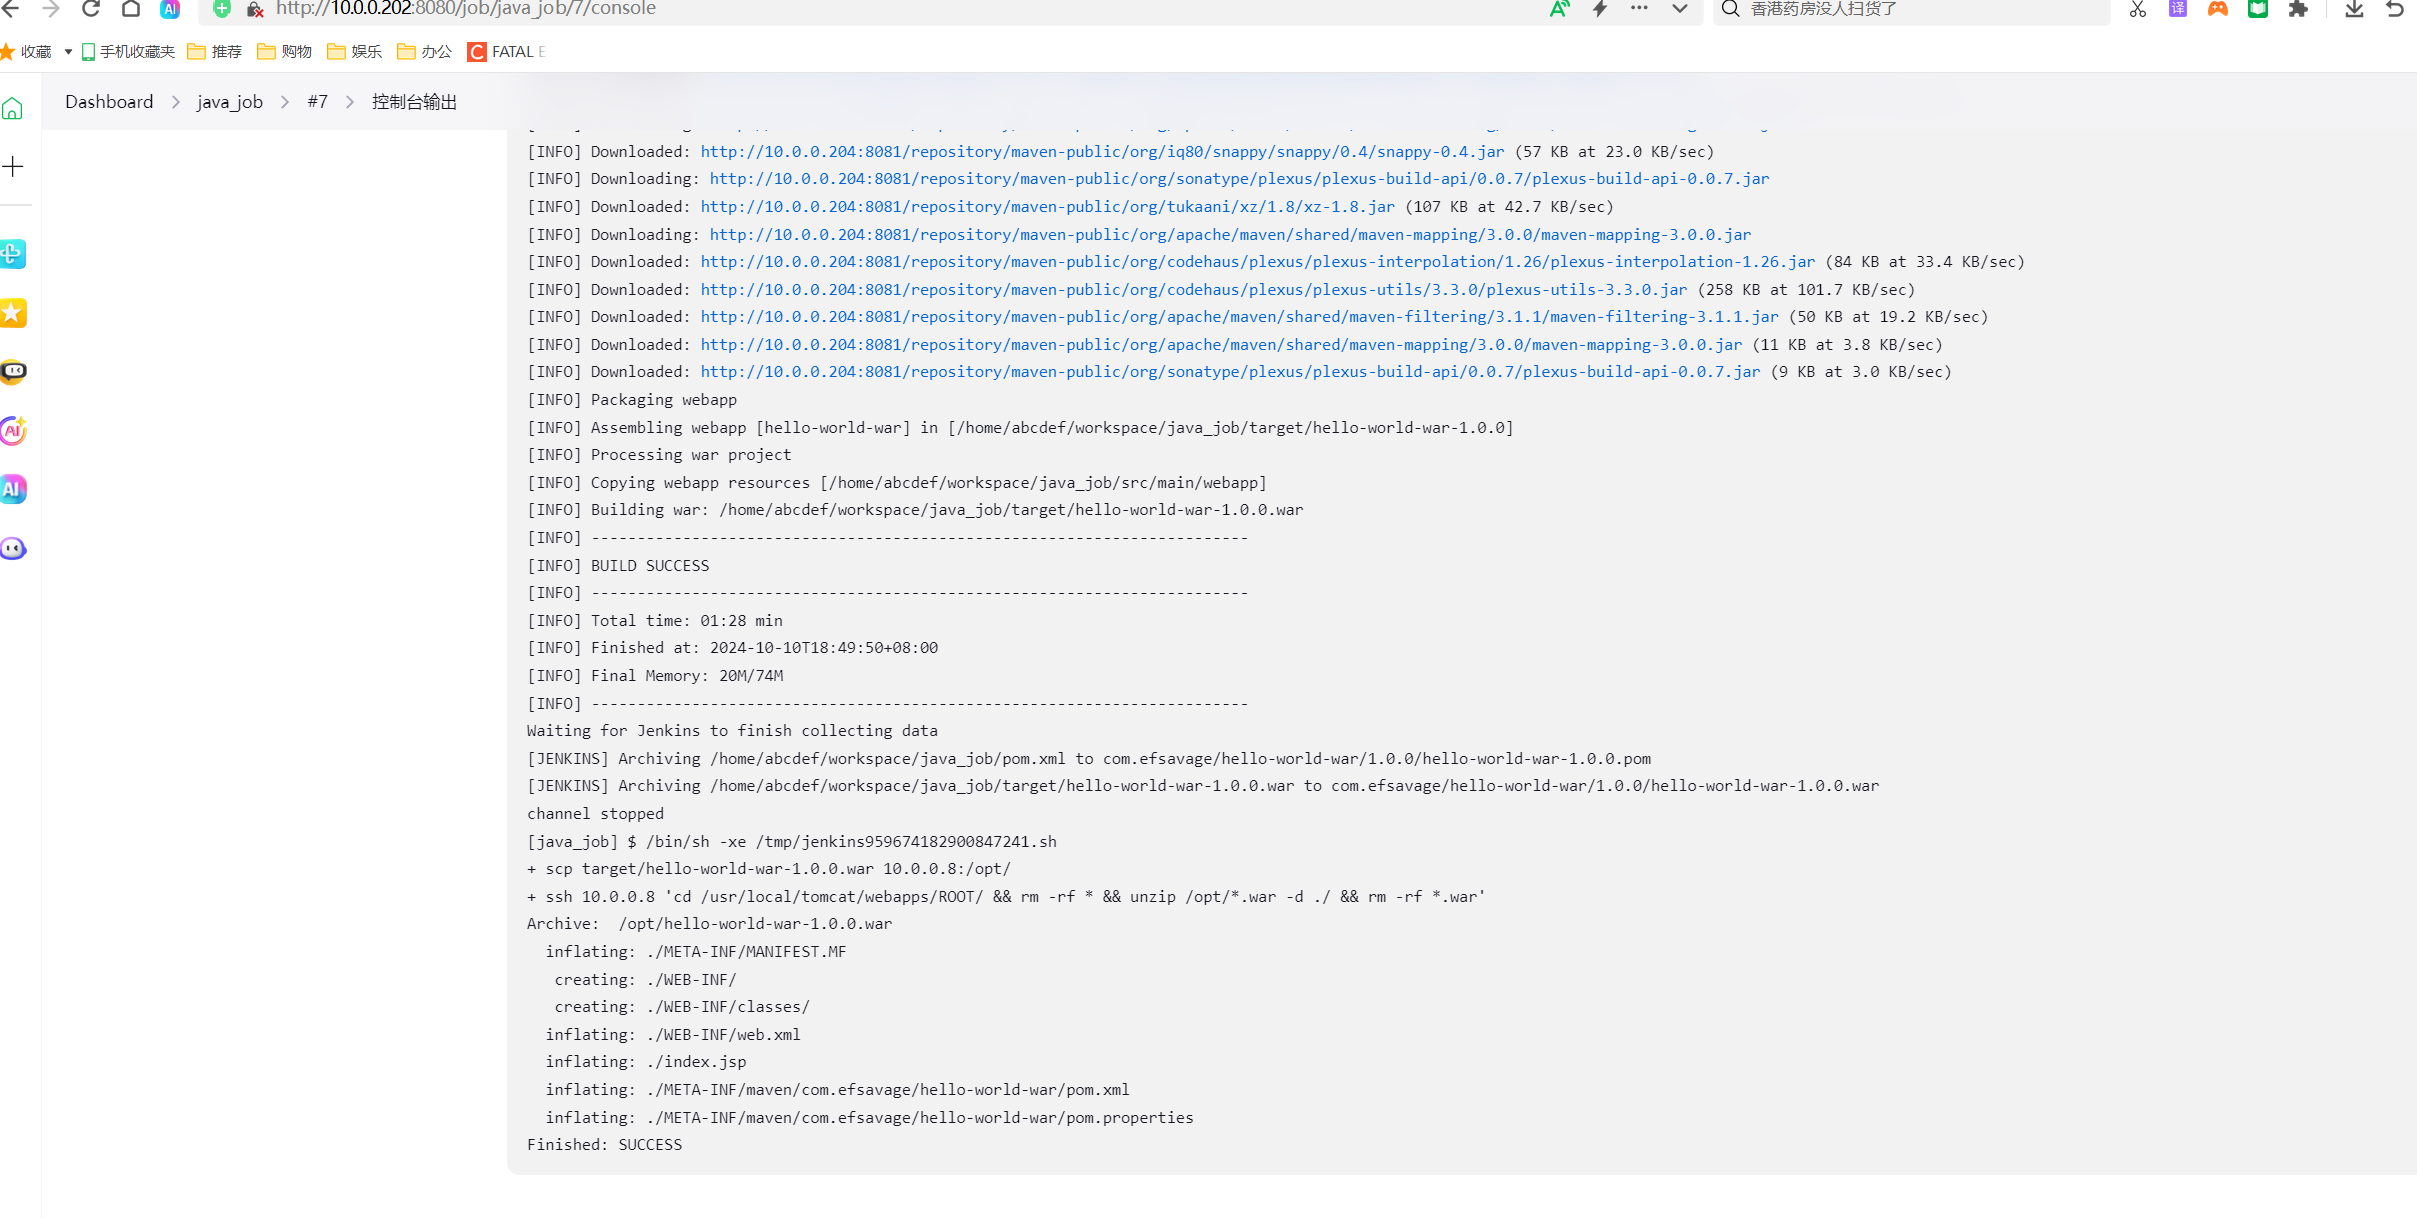 http://10.0.0.202:8080/job/java_job/7/console
香港药房没人扫货了
收藏 手机收藏夹 推荐 购物 娱乐 办公 FATAL E
Dashboard java_job #7 控制台输出
[INFO] Downloaded: http://10.0.0.204:8081/repository/maven-public/org/iq80/snappy/snappy/0.4/snappy-0.4.jar (57 KB at 23.0 KB/sec)
[INFO] Downloading: http://10.0.0.204:8081/repository/maven-public/org/sonatype/plexus/plexus-build-api/0.0.7/plexus-build-api-0.0.7.jar
[INFO] Downloaded: http://10.0.0.204:8081/repository/maven-public/org/tukaani/xz/1.8/xz-1.8.jar (107 KB at 42.7 KB/sec)
[INFO] Downloading: http://10.0.0.204:8081/repository/maven-public/org/apache/maven/shared/maven-mapping/3.0.0/maven-mapping-3.0.0.jar
[INFO] Downloaded: http://10.0.0.204:8081/repository/maven-public/org/codehaus/plexus/plexus-interpolation/1.26/plexus-interpolation-1.26.jar (84 KB at 33.4 KB/sec)
[INFO] Downloaded: http://10.0.0.204:8081/repository/maven-public/org/codehaus/plexus/plexus-utils/3.3.0/plexus-utils-3.3.0.jar (258 KB at 101.7 KB/sec)
[INFO] Downloaded: http://10.0.0.204:8081/repository/maven-public/org/apache/maven/shared/maven-filtering/3.1.1/maven-filtering-3.1.1.jar (50 KB at 19.2 KB/sec)
[INFO] Downloaded: http://10.0.0.204:8081/repository/maven-public/org/apache/maven/shared/maven-mapping/3.0.0/maven-mapping-3.0.0.jar (11 KB at 3.8 KB/sec)
[INFO] Downloaded: http://10.0.0.204:8081/repository/maven-public/org/sonatype/plexus/plexus-build-api/0.0.7/plexus-build-api-0.0.7.jar (9 KB at 3.0 KB/sec)
[INFO] Packaging webapp
[INFO] Assembling webapp [hello-world-war] in [/home/abcdef/workspace/java_job/target/hello-world-war-1.0.0]
[INFO] Processing war project
[INFO] Copying webapp resources [/home/abcdef/workspace/java_job/src/main/webapp]
[INFO] Building war: /home/abcdef/workspace/java_job/target/hello-world-war-1.0.0.war
[INFO] ------------------------------------------------------------------------
[INFO] BUILD SUCCESS
[INFO] ------------------------------------------------------------------------
[INFO] Total time: 01:28 min
[INFO] Finished at: 2024-10-10T18:49:50+08:00
[INFO] Final Memory: 20M/74M
[INFO] ------------------------------------------------------------------------
Waiting for Jenkins to finish collecting data
[JENKINS] Archiving /home/abcdef/workspace/java_job/pom.xml to com.efsavage/hello-world-war/1.0.0/hello-world-war-1.0.0.pom
[JENKINS] Archiving /home/abcdef/workspace/java_job/target/hello-world-war-1.0.0.war to com.efsavage/hello-world-war/1.0.0/hello-world-war-1.0.0.war
channel stopped
[java_job] $ /bin/sh -xe /tmp/jenkins959674182900847241.sh
+ scp target/hello-world-war-1.0.0.war 10.0.0.8:/opt/
+ ssh 10.0.0.8 'cd /usr/local/tomcat/webapps/ROOT/ && rm -rf * && unzip /opt/*.war -d ./ && rm -rf *.war'
Archive:  /opt/hello-world-war-1.0.0.war
  inflating: ./META-INF/MANIFEST.MF
   creating: ./WEB-INF/
   creating: ./WEB-INF/classes/
  inflating: ./WEB-INF/web.xml
  inflating: ./index.jsp
  inflating: ./META-INF/maven/com.efsavage/hello-world-war/pom.xml
  inflating: ./META-INF/maven/com.efsavage/hello-world-war/pom.properties
Finished: SUCCESS